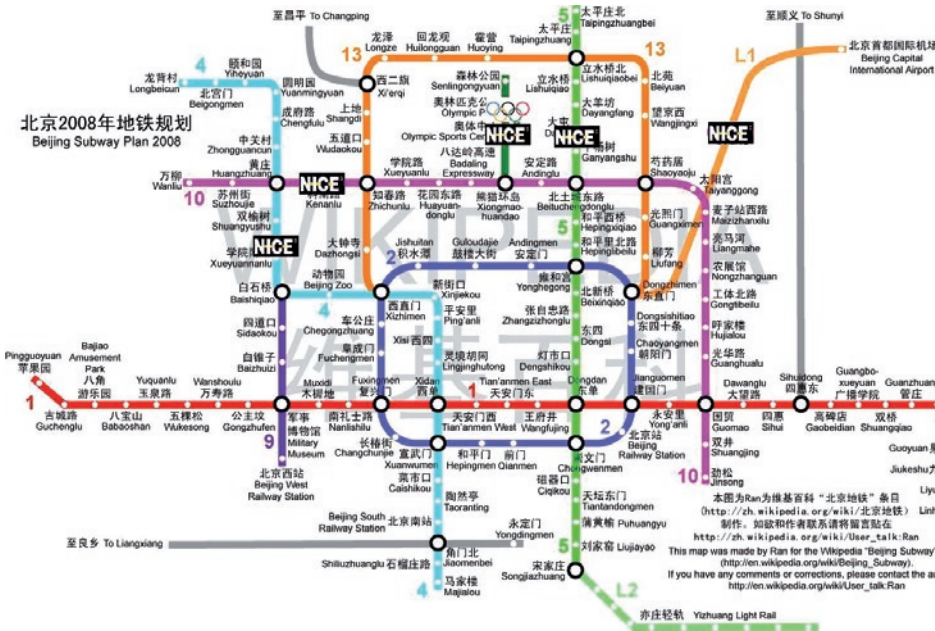 至昌平 To Changping
5
太平庄北
Taipingzhuangbei
太平庄
Taipingzhuang
至顺义 To Shunyi
13
龙泽
Longze
回龙观
Huilongguan
霍营
Huoying
13
L1
北京首都国际机场
Beijing Capital
International Airport
4
颐和园
Yiheyuan
龙背村
Longbeicun
北宫门
Beigongmen
圆明园
Yuanmingyuan
西二旗
Xi'erqi
森林公园
Senlingongyuan
立水桥北
Lishuiqiaobei
立水桥
Lishuiqiao
北苑
Beiyuan
成府路
Chengfulu
上地
Shangdi
奥林匹克公
Olympic P
大羊坊
Dayangfang
望京西
Wangjingxi
北京2008年地铁规划
Beijing Subway Plan 2008
中关村
Zhongguancun
五道口
Wudaokou
奥体中
Olympic Sports Cen
NICE
大屯
NICE
NICE
Ganyangshu
黄庄
Huangzhuang
学院路
Xueyuanlu
八达岭高速
Badaling
Expressway
安定路
Andinglu
芍药居
Shaoyaoju
太阳宫
Taiyanggong
万柳
Wanliu
10
苏州街
Suzhoujie
NICE
Kenanlu
知春路
Zhichunlu
花园东路
Huayuan-
donglu
熊猫环岛
Xiongmao-
huandao
北土城东路
Beituchengdonglu
麦子店西路
Maizizhanxilu
双榆树
Shuangyushu
5
和平西桥
Hepingxiqiao
光熙门
Guangximen
亮马河
Liangmahe
WIKIPEDIA
学院
Xueyuannanlu
NICE
大钟寺
Dazhongsi
2
Jishuitan
积水潭
Guloudajie
鼓楼大街
Andingmen
安定门
和平里北路
Hepinglibeilu
柳芳
Liufang
农展馆
Nongzhanguan
白石桥
Baishiqiao
动物园
Beijing Zoo
4
西直门
Xizhimen
新街口
Xinjiekou
雍和宫
Yonghegong
北新桥
Beixinqiao
Dongzhimen
东直门
工体北路
Gongtibeilu
四道口
Sidaokou
车公庄
Chegongzhuang
平安里
Ping'anli
张自忠路
Zhangzizhonglu
Dongsishitiao
东四十条
呼家楼
Hujialou
白锥子
Baizhuizi
阜成门
Fuchengmen
Xisi 西四
灵境胡同
Lingjinghutong
东四
Dongsi
灯市口
Dengshikou
Chaoyangmen
朝阳门
光华路
Guanghualu
维基百科
Pingguoyuan
苹果园
Bajiao
Amusement
Park
八角
游乐园
Yuquanlu
玉泉路
Wanshoulu
万寿路
Muxidi
木樨地
Fuxingmen
复兴门
Xidan
西单
1
Tian'anmen East
天安门东
Dongdan
东单
Jianguomen
建国门
Dawanglu
大望路
Sihuidong
四惠东
Guangbo-
xueyuan
广播学院
Guanzhuang
管庄
1
古城路
Guchenglu
八宝山
Babaoshan
五棵松
Wukesong
公主坟
Gongzhufen
9
军事
博物馆
Military
Museum
南礼士路
Nanlishilu
天安门西
Tian'anmen West
王府井
Wangfujing
2
永安里
Yong'anli
国贸
Guomao
四惠
Sihui
高碑店
Gaobeidian
双桥
Shuangqiao
北京西站
Beijing West
Railway Station
长椿街
Changchunjie
宣武门
Xuanwumen
和平门
Hepingmen
前门
Qianmen
Chongwenmen
北京站
Beijing
Railway Station
双井
Shuangjing
10
劲松
Jinsong
Guoyuan
Jiukeshu
菜市口
Caishikou
磁器口
Ciqikou
陶然亭
Taoranting
天坛东门
Tiantandongmen
Beijing South
Railway Station
北京南站
永定门
Yongdingmen
蒲黄榆 Puhuangyu
至良乡 To Liangxiang
Shiliuzhuanglu 石榴庄路
角门北
Jiaomenbei
5
刘家窑 Liujiayao
4
马家楼
Majialou
宋家庄
Songjiazhuang
L2
亦庄轻轨 Yizhuang Light Rail
本图为Ran为维基百科“北京地铁”条目
(http://zh.wikipedia.org/wiki/北京地铁)
制作。如欲和作者联系请将留言贴在
http://zh.wikipedia.org/wiki/User_talk:Ran
This map was made by Ran for the Wikipedia "Beijing Subway"
(http://en.wikipedia.org/wiki/Beijing_Subway).
If you have any comments or corrections, please contact the au
http://en.wikipedia.org/wiki/User_talk:Ran